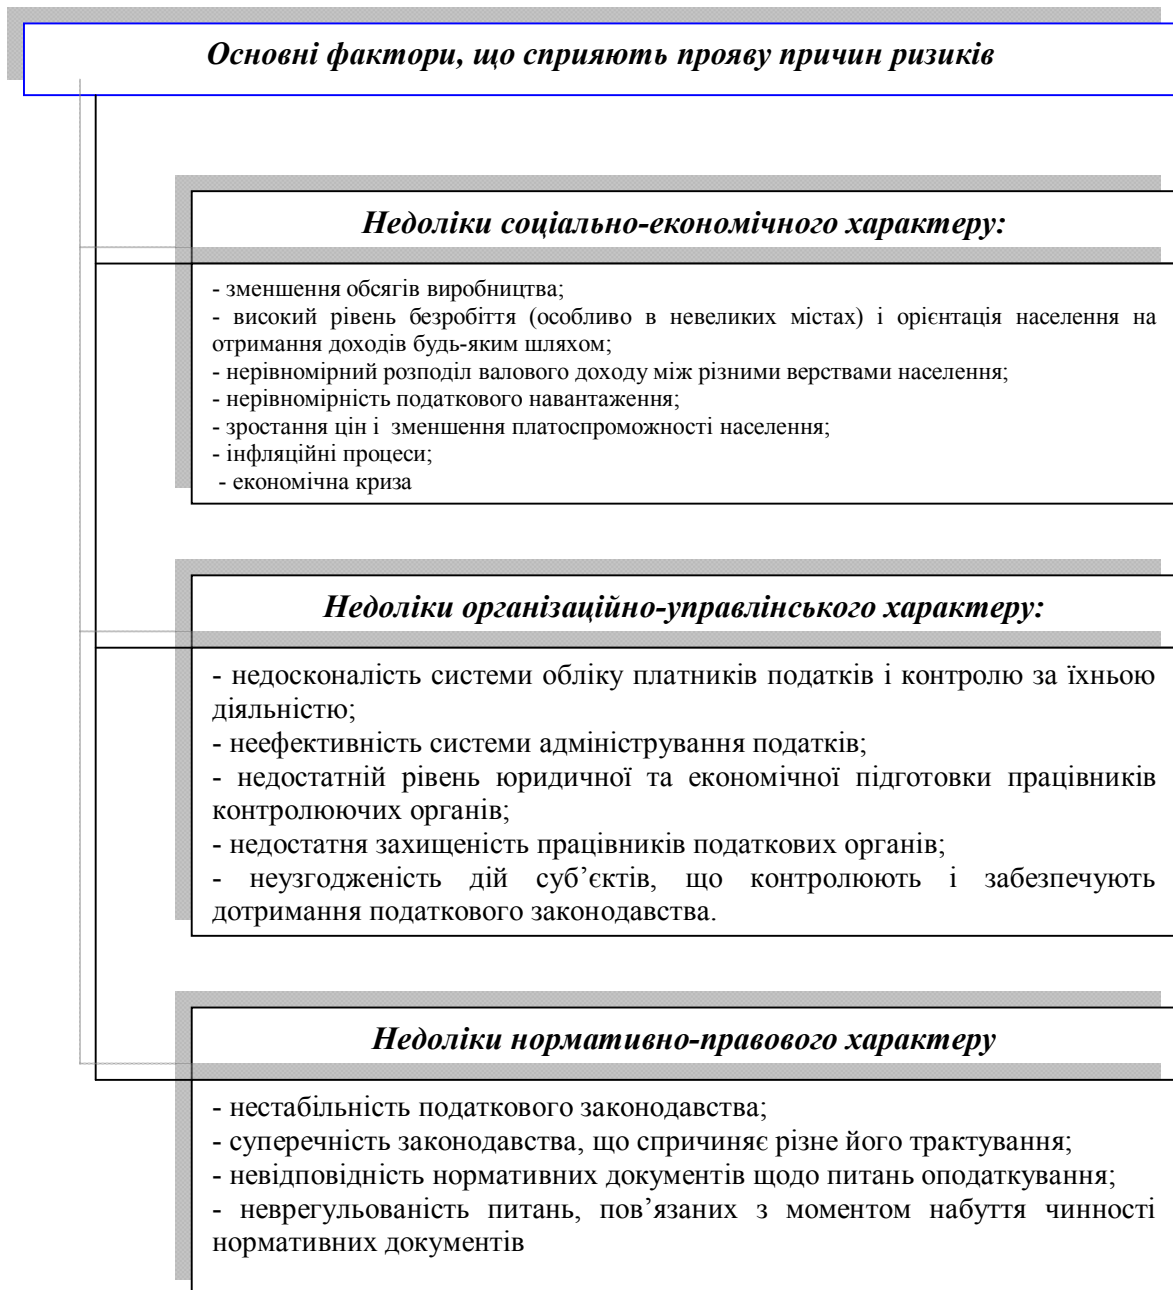 Основні фактори, що сприяють прояву причин ризиків
Недоліки соціально-економічного характеру:
- зменшення обсягів виробництва;
- високий рівень безробіття (особливо в невеликих містах) і орієнтація населення на
отримання доходів будь-яким шляхом;
- нерівномірний розподіл валового доходу між різними верствами населення;
- нерівномірність податкового навантаження;
- зростання цін і зменшення платоспроможності населення;
- інфляційні процеси;
- економічна криза
Недоліки організаційно-управлінського характеру:
- недосконалість системи обліку платників податків і контролю за їхньою
діяльністю;
- неефективність системи адміністрування податків;
- недостатній рівень юридичної та економічної підготовки працівників
контролюючих органів;
- недостатня захищеність працівників податкових органів;
- неузгодженість дій суб’єктів, що контролюють і забезпечують
дотримання податкового законодавства.
Недоліки нормативно-правового характеру
- нестабільність податкового законодавства;
- суперечність законодавства, що спричиняє різне його трактування;
- невідповідність нормативних документів щодо питань оподаткування;
- неврегульованість питань, пов’язаних з моментом набуття чинності
нормативних документів